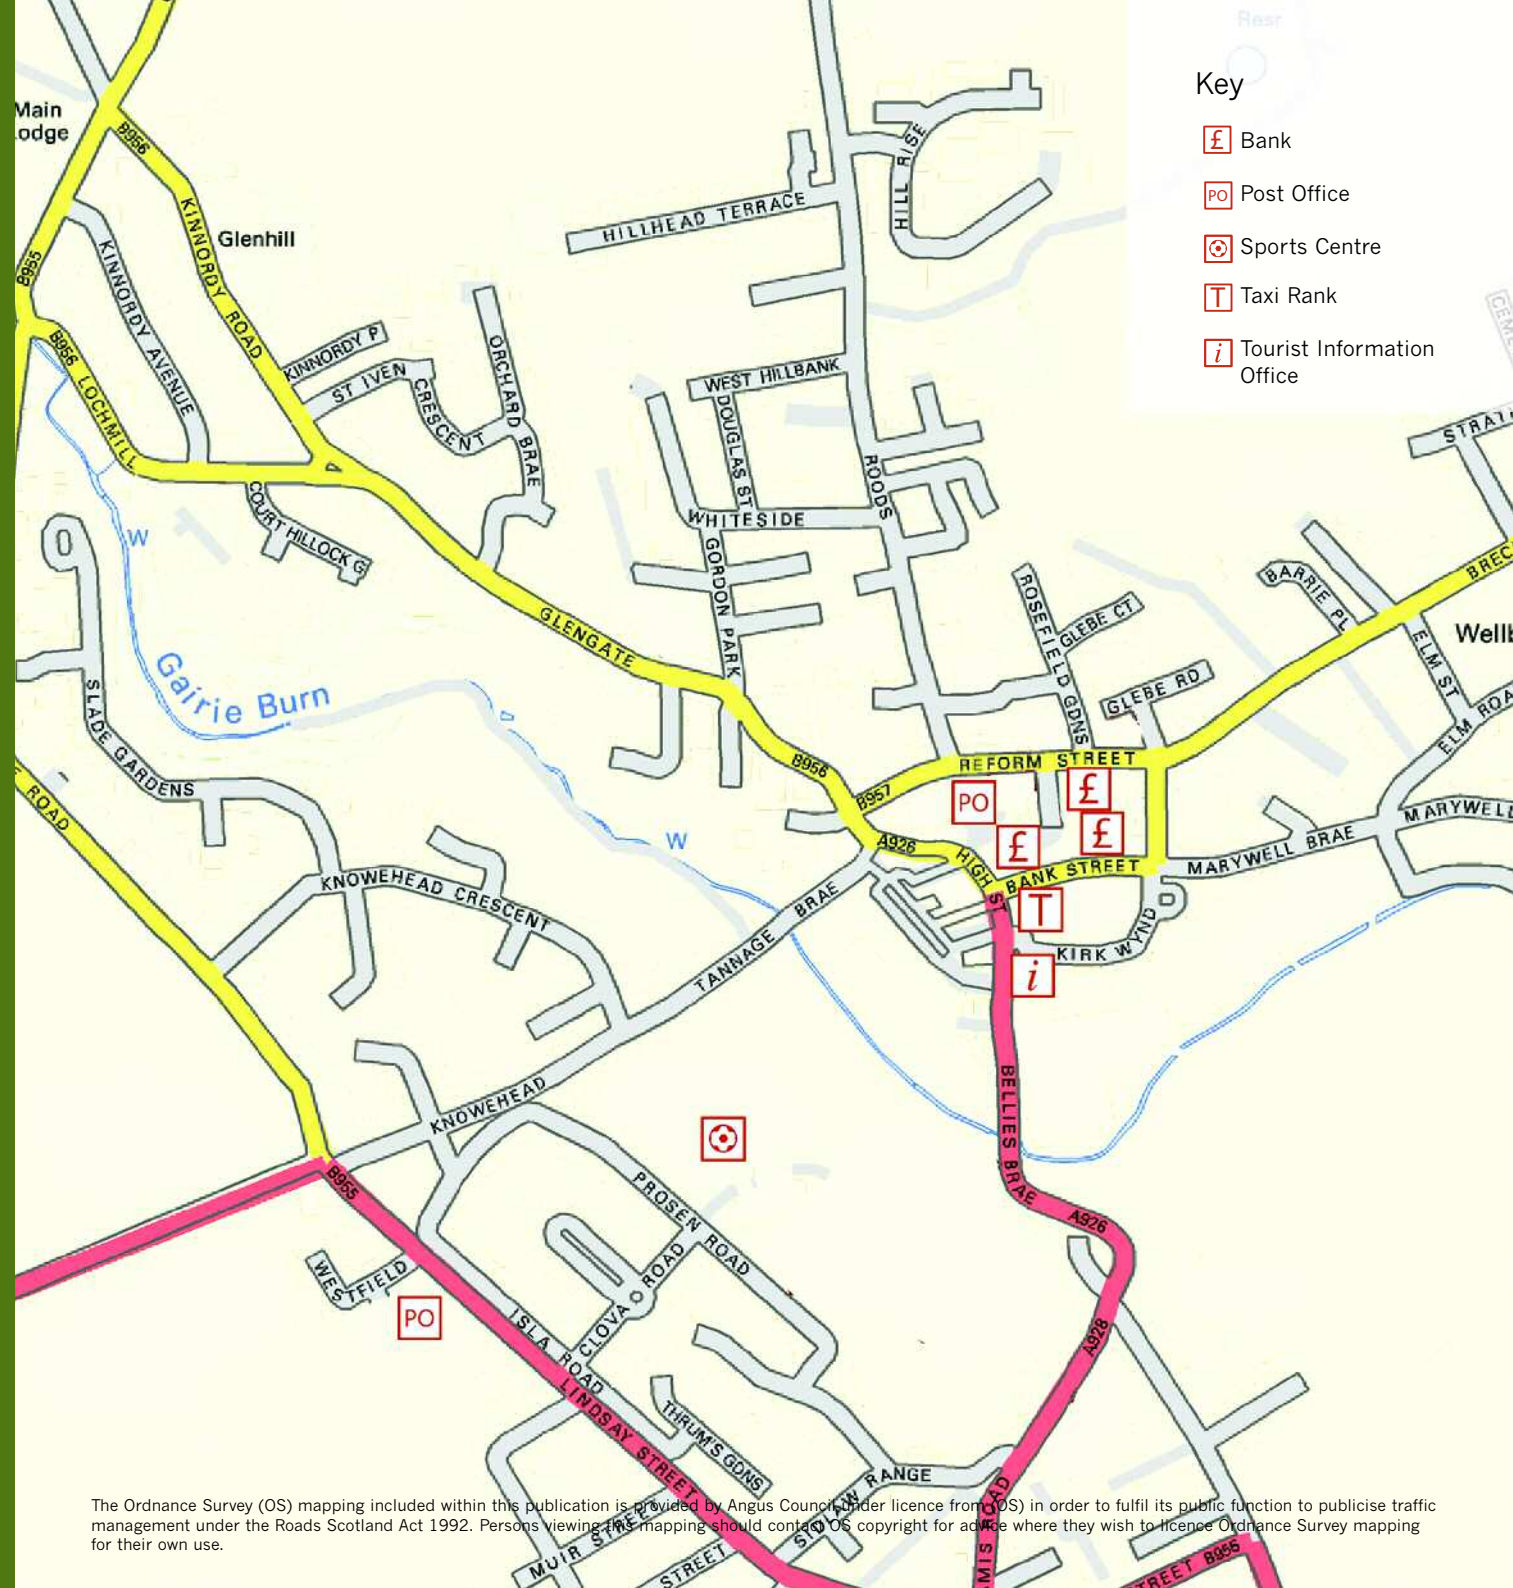 Resr
Key
£ Bank
PO Post Office
Sports Centre
T Taxi Rank
i Tourist Information
Office
Main
B956
HILL RISE
HILLHEAD TERRACE
KINNORDY ROAD
Glenhill
B955
KINNORDY AVENUE
B956 LOCHMILL
KINNORDY P
ST IVEN
CRESCENT
ORCHARD BRAE
WEST HILLBANK
DOUGLAS ST
ROODS
WHITESIDE
COURT HILLOCK G
W
GORDON PARK
GLENGATE
ROSEFIELD GDNS
GLEBE CT
GLEBE RD
BARRIE PL
ELM ST
ELM ROA
Gairie Burn
SLADE GARDENS
ROAD
B956
B957
REFORM STREET
PO
£
£
£
A926
HIGH ST
BANK STREET
MARYWELL BRAE
MARYWELL
W
T
KIRK WYND
i
KNOWEHEAD CRESCENT
TANNAGE BRAE
KNOWEHEAD
BELLIES BRAE
A926
B955
PROSEN ROAD
WESTFIELD
PO
CLOVA ROAD
ISLA ROAD
A928
LINDSAY STREET
THRUM'S GDNS
RANGE
The Ordnance Survey (OS) mapping included within this publication is provided by Angus Council under licence from (OS) in order to fulfil its public function to publicise traffic
management under the Roads Scotland Act 1992. Persons viewing this mapping should contact OS copyright for advice where they wish to licence Ordnance Survey mapping
for their own use.
MUIR STREET
STREET
ROAD
B956